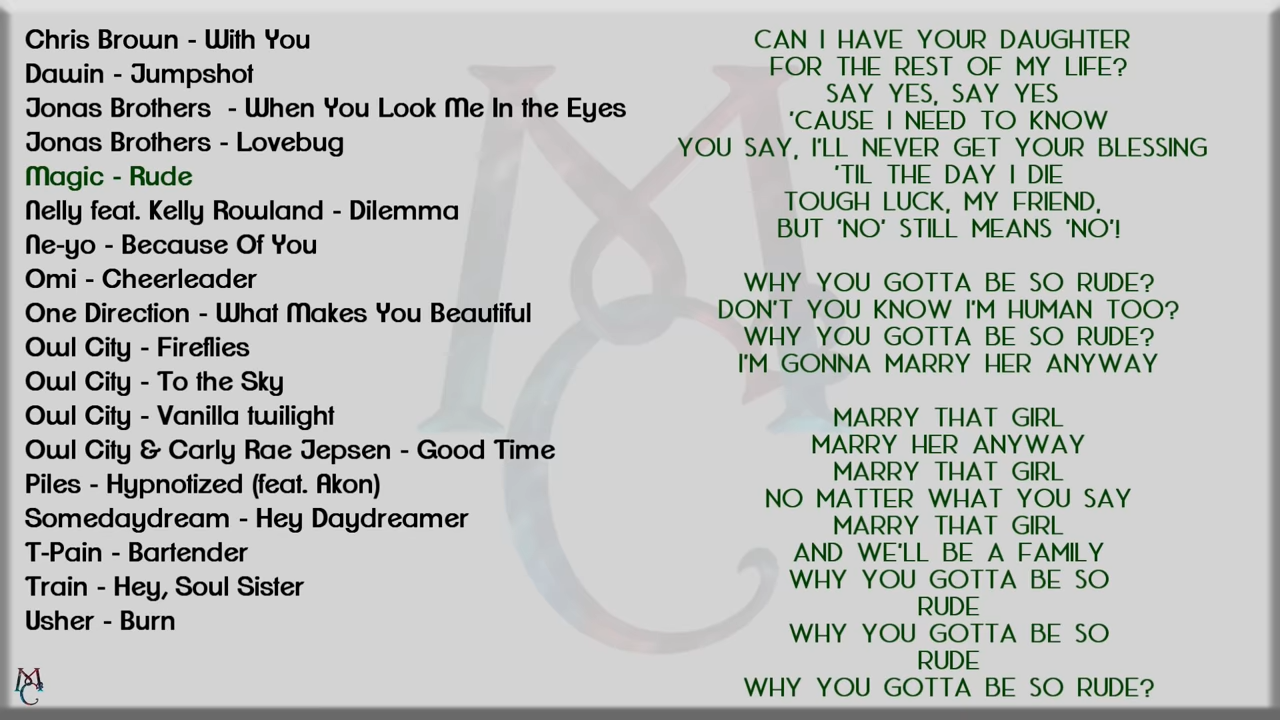 Chris Brown - With You
Dawin - Jumpshot
Jonas Brothers - When You Look Me In the Eyes
Jonas Brothers - Lovebug
Magic - Rude
Nelly feat. Kelly Rowland - Dilemma
Ne-yo - Because Of You
Omi - Cheerleader
One Direction - What Makes You Beautiful
Owl City - Fireflies
Owl City - To the Sky
Owl City - Vanilla twilight
Owl City & Carly Rae Jepsen - Good Time
Piles - Hypnotized (feat. Akon)
Somedaydream - Hey Daydreamer
T-Pain - Bartender
Train - Hey, Soul Sister
Usher - Burn
CAN I HAVE YOUR DAUGHTER
FOR THE REST OF MY LIFE?
SAY YES, SAY YES
'CAUSE I NEED TO KNOW
YOU SAY, I'LL NEVER GET YOUR BLESSING
'TIL THE DAY I DIE
TOUGH LUCK, MY FRIEND,
BUT 'NO' STILL MEANS 'NO'!
WHY YOU GOTTA BE SO RUDE?
DON'T YOU KNOW I'M HUMAN TOO?
WHY YOU GOTTA BE SO RUDE?
I'M GONNA MARRY HER ANYWAY
MARRY THAT GIRL
MARRY HER ANYWAY
MARRY THAT GIRL
NO MATTER WHAT YOU SAY
MARRY THAT GIRL
AND WE'LL BE A FAMILY
WHY YOU GOTTA BE SO
RUDE
WHY YOU GOTTA BE SO
RUDE
WHY YOU GOTTA BE SO RUDE?
MC
MC